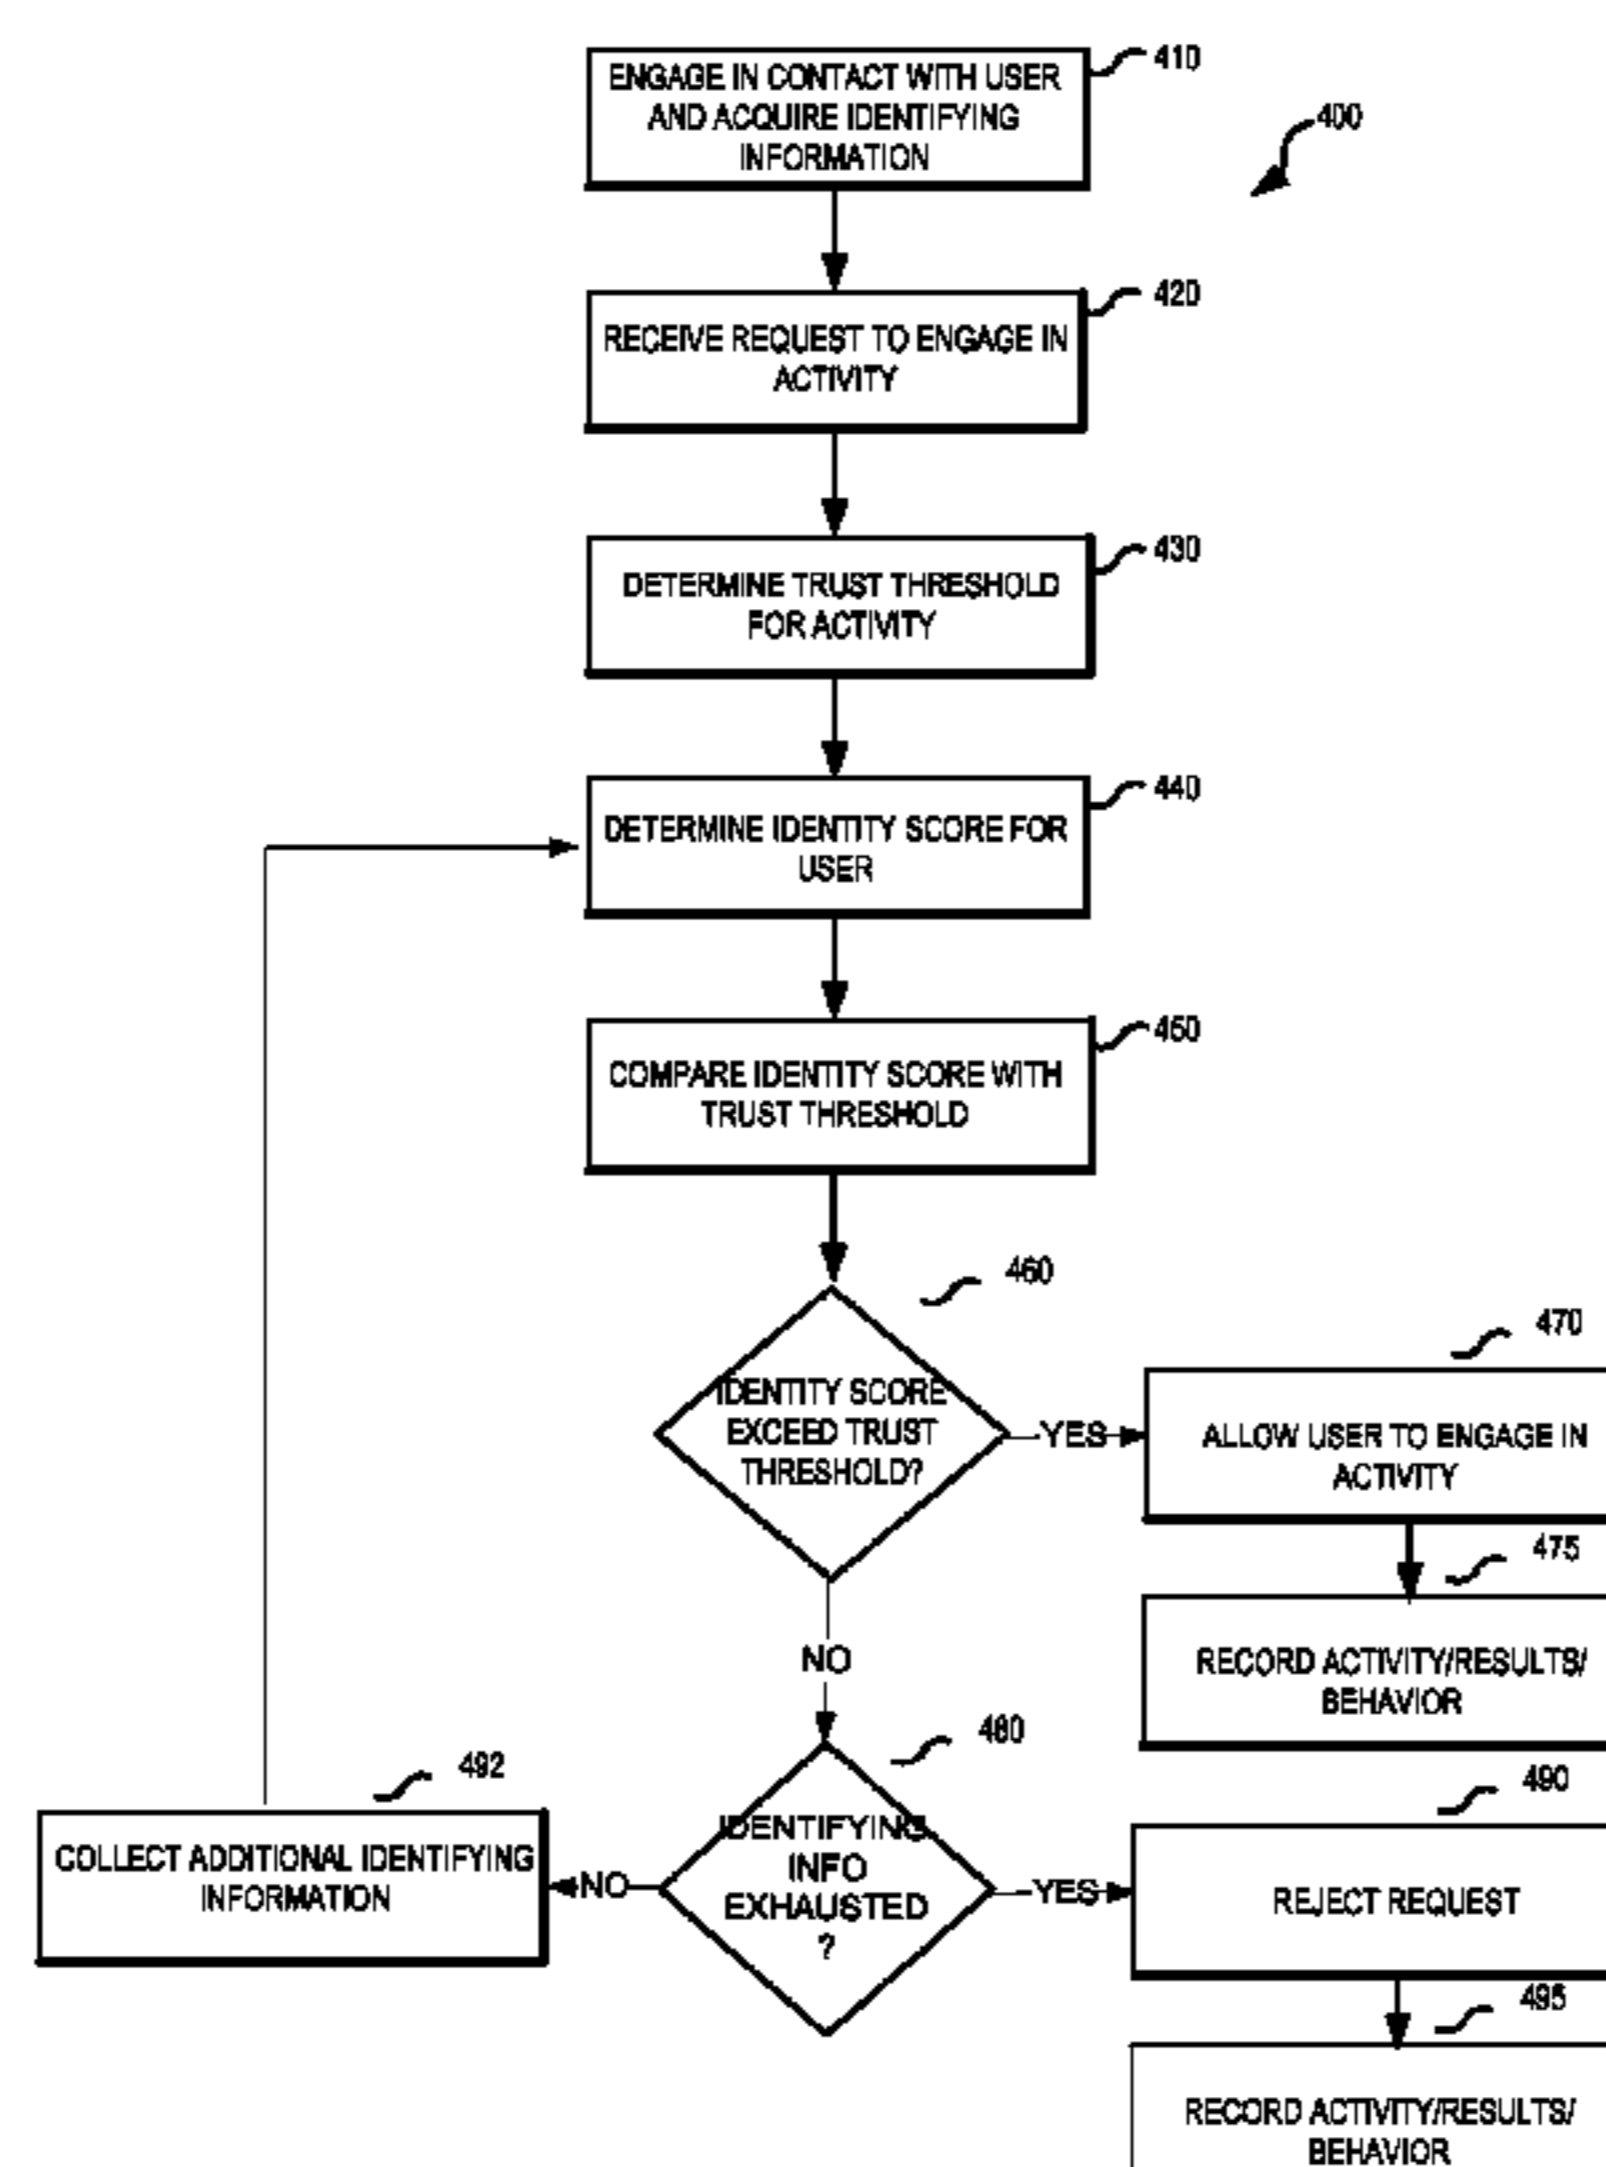 ENGAGE IN CONTACT WITH USER
AND ACQUIRE IDENTIFYING
INFORMATION
410
400
RECEIVE REQUEST TO ENGAGE IN
ACTIVITY
420
DETERMINE TRUST THRESHOLD
FOR ACTIVITY
430
DETERMINE IDENTITY SCORE FOR
USER
440
COMPARE IDENTITY SCORE WITH
TRUST THRESHOLD
450
IDENTITY SCORE
EXCEED TRUST
THRESHOLD?
460
YES
470
ALLOW USER TO ENGAGE IN
ACTIVITY
475
RECORD ACTIVITY/RESULTS/
BEHAVIOR
NO
480
IDENTIFYING
INFO
EXHAUSTED
?
NO
492
COLLECT ADDITIONAL IDENTIFYING
INFORMATION
YES
490
REJECT REQUEST
495
RECORD ACTIVITY/RESULTS/
BEHAVIOR